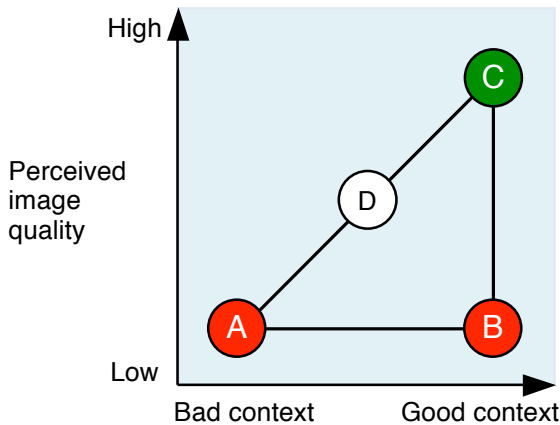 High
C
Perceived
image
quality
D
A
B
Low
Bad context
Good context